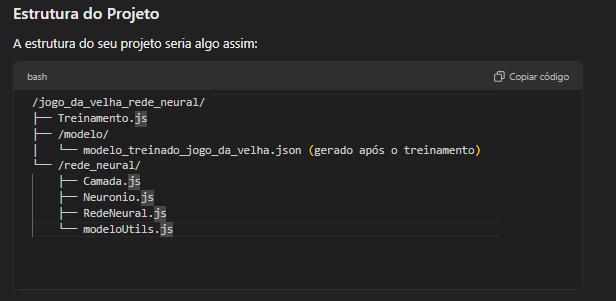 Estrutura do Projeto
A estrutura do seu projeto seria algo assim:
bash
Copiar código
/jogo_da_velha_rede_neural/
├── Treinamento.js
├── /modelo/
│   └── modelo_treinado_jogo_da_velha.json (gerado após o treinamento)
└── /rede_neural/
    ├── Camada.js
    ├── Neuronio.js
    ├── RedeNeural.js
    └── modeloUtils.js